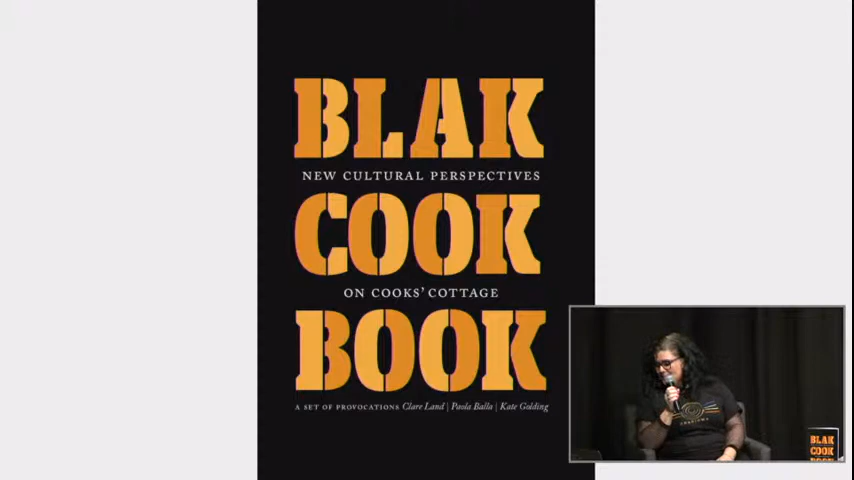 BLAK
NEW CULTURAL PERSPECTIVES
COOK
ON COOKS' COTTAGE
BOOK
A SET OF PROVOCATIONS Clare Land | Paola Balla | Kate Golding
BLAK
COOK
BOOK